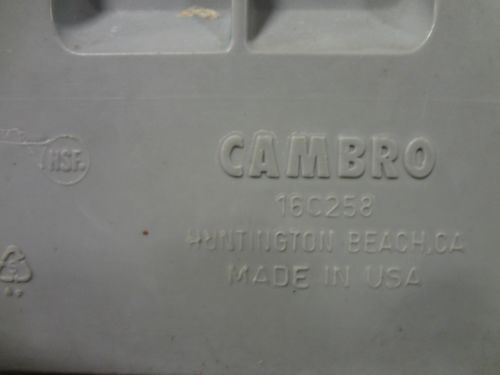 NSF.
CAMBRO
16C258
HUNTINGTON BEACH, CA
MADE IN USA